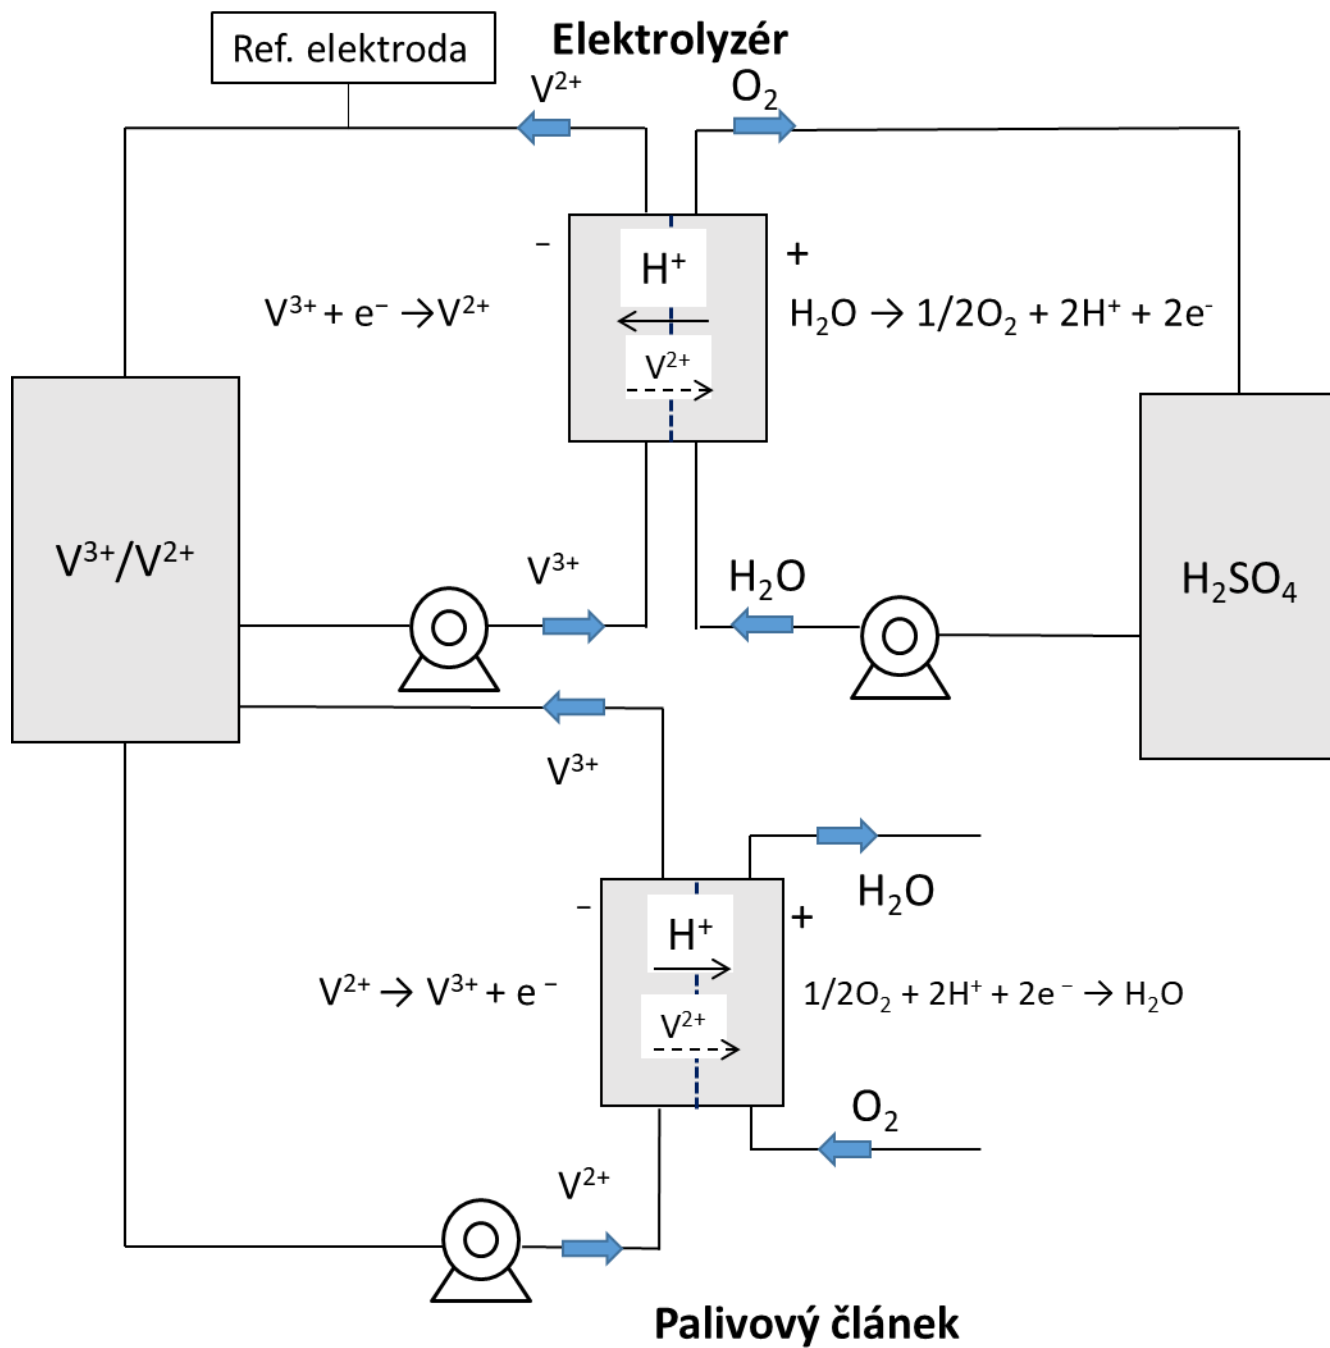 Elektrolyzér
Ref. elektroda
V²⁺
O₂
H⁺
−
+
V³⁺ + e⁻ → V²⁺
H₂O → 1/2O₂ + 2H⁺ + 2e⁻
V²⁺
V³⁺/V²⁺
V³⁺
H₂O
H₂SO₄
V³⁺
H₂O
−
+
H⁺
V²⁺ → V³⁺ + e⁻
1/2O₂ + 2H⁺ + 2e⁻ → H₂O
V²⁺
O₂
V²⁺
Palivový článek